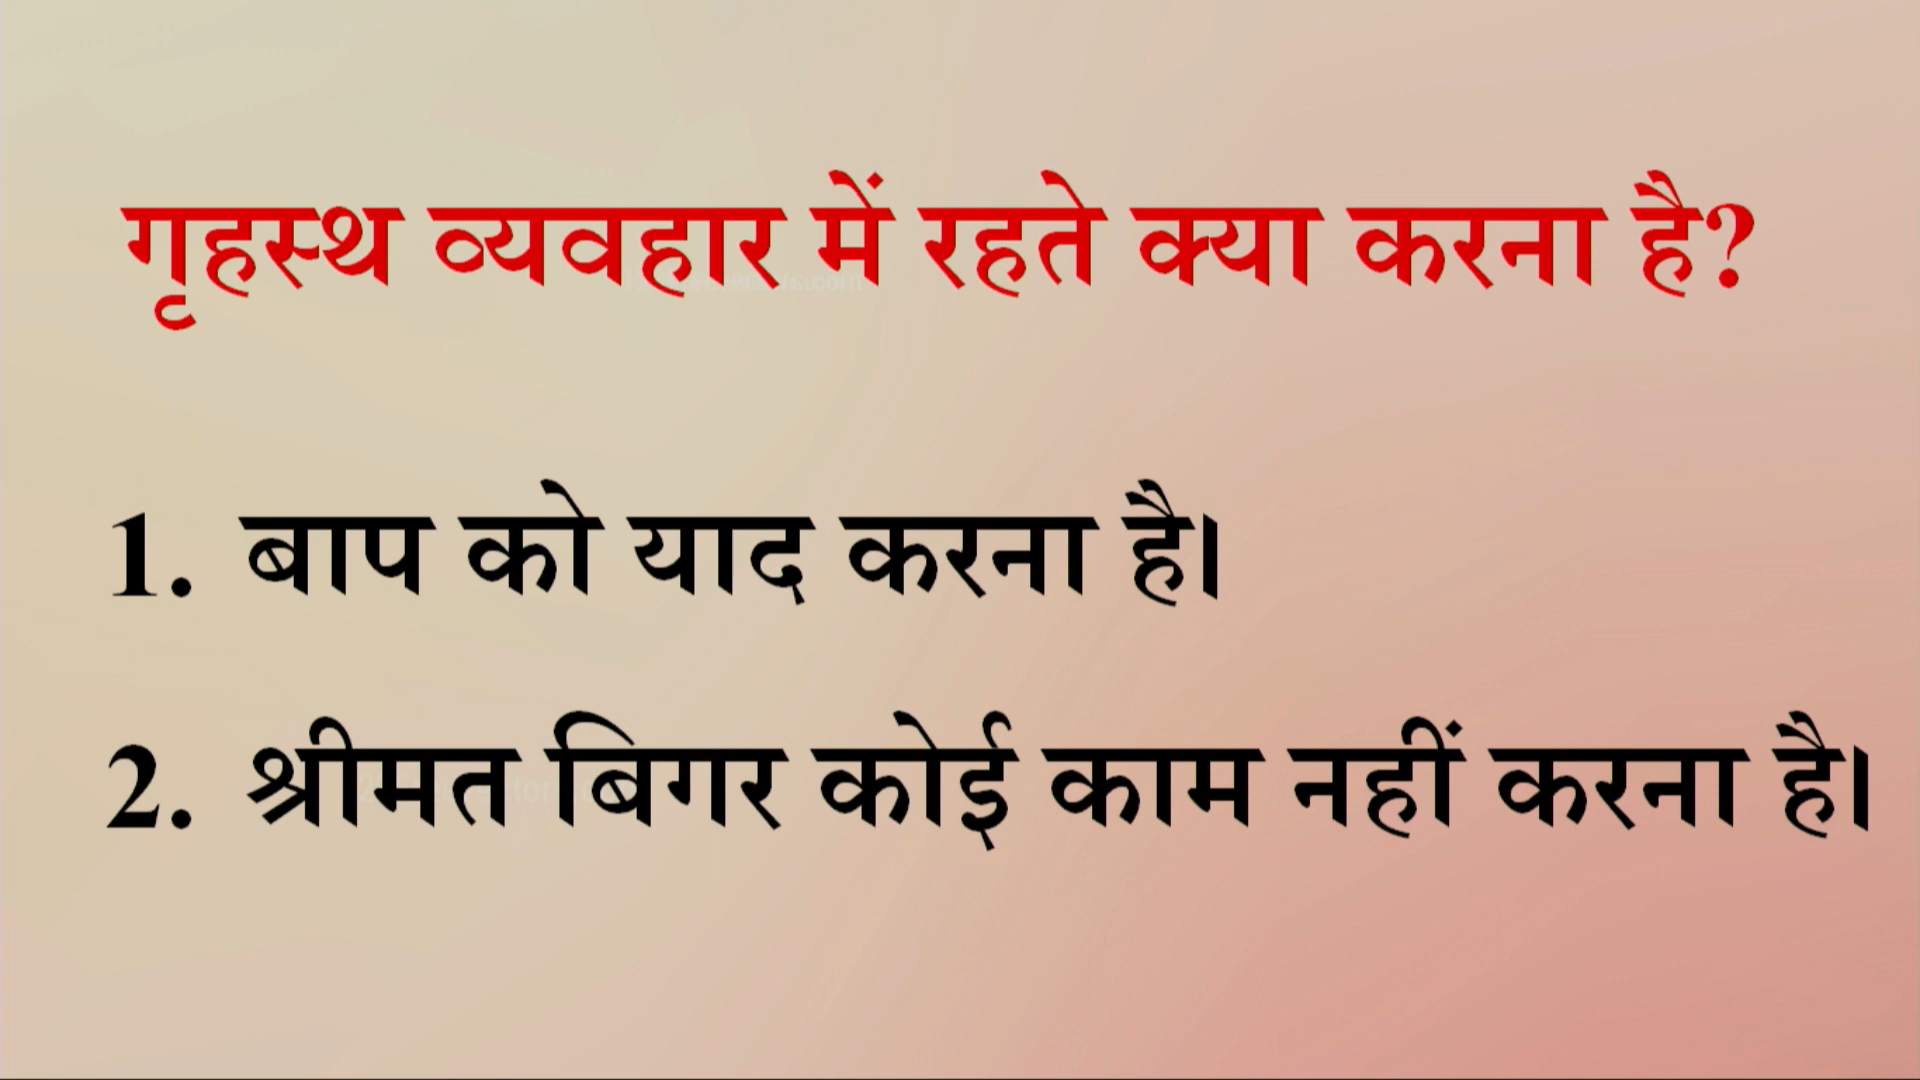 गृहस्थ व्यवहार में रहते क्या करना है?
1. बाप को याद करना है।
2. श्रीमत बिगर कोई काम नहीं करना है।